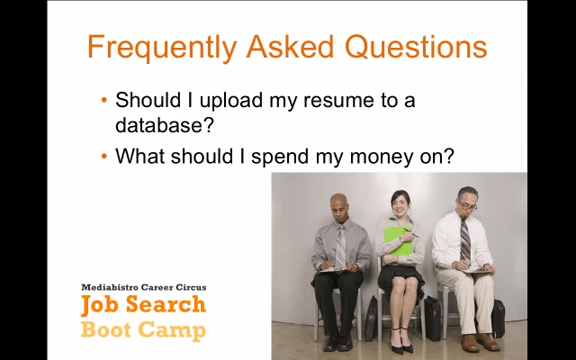 Frequently Asked Questions
• Should I upload my resume to a
database?
• What should I spend my money on?
Mediabistro Career Circus
Job Search
Boot Camp